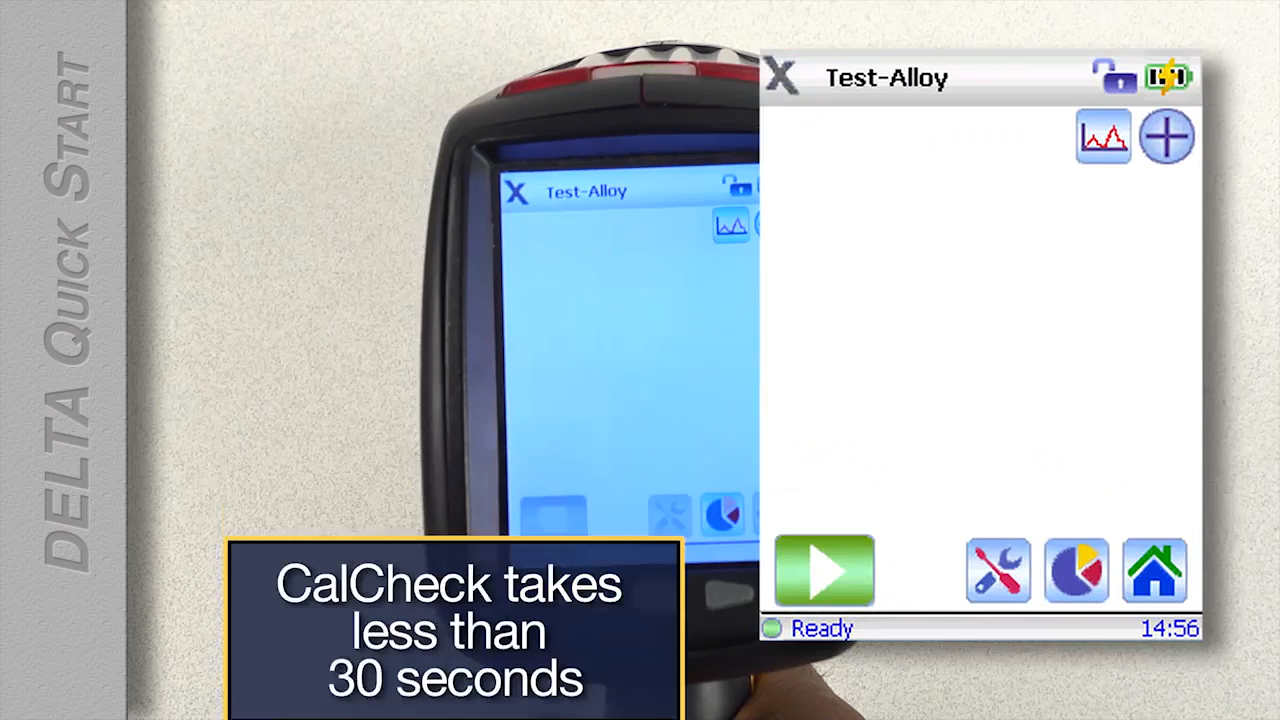 DELTA Quick Start
Test-Alloy
Test-Alloy
CalCheck takes
less than
30 seconds
Ready
14:56